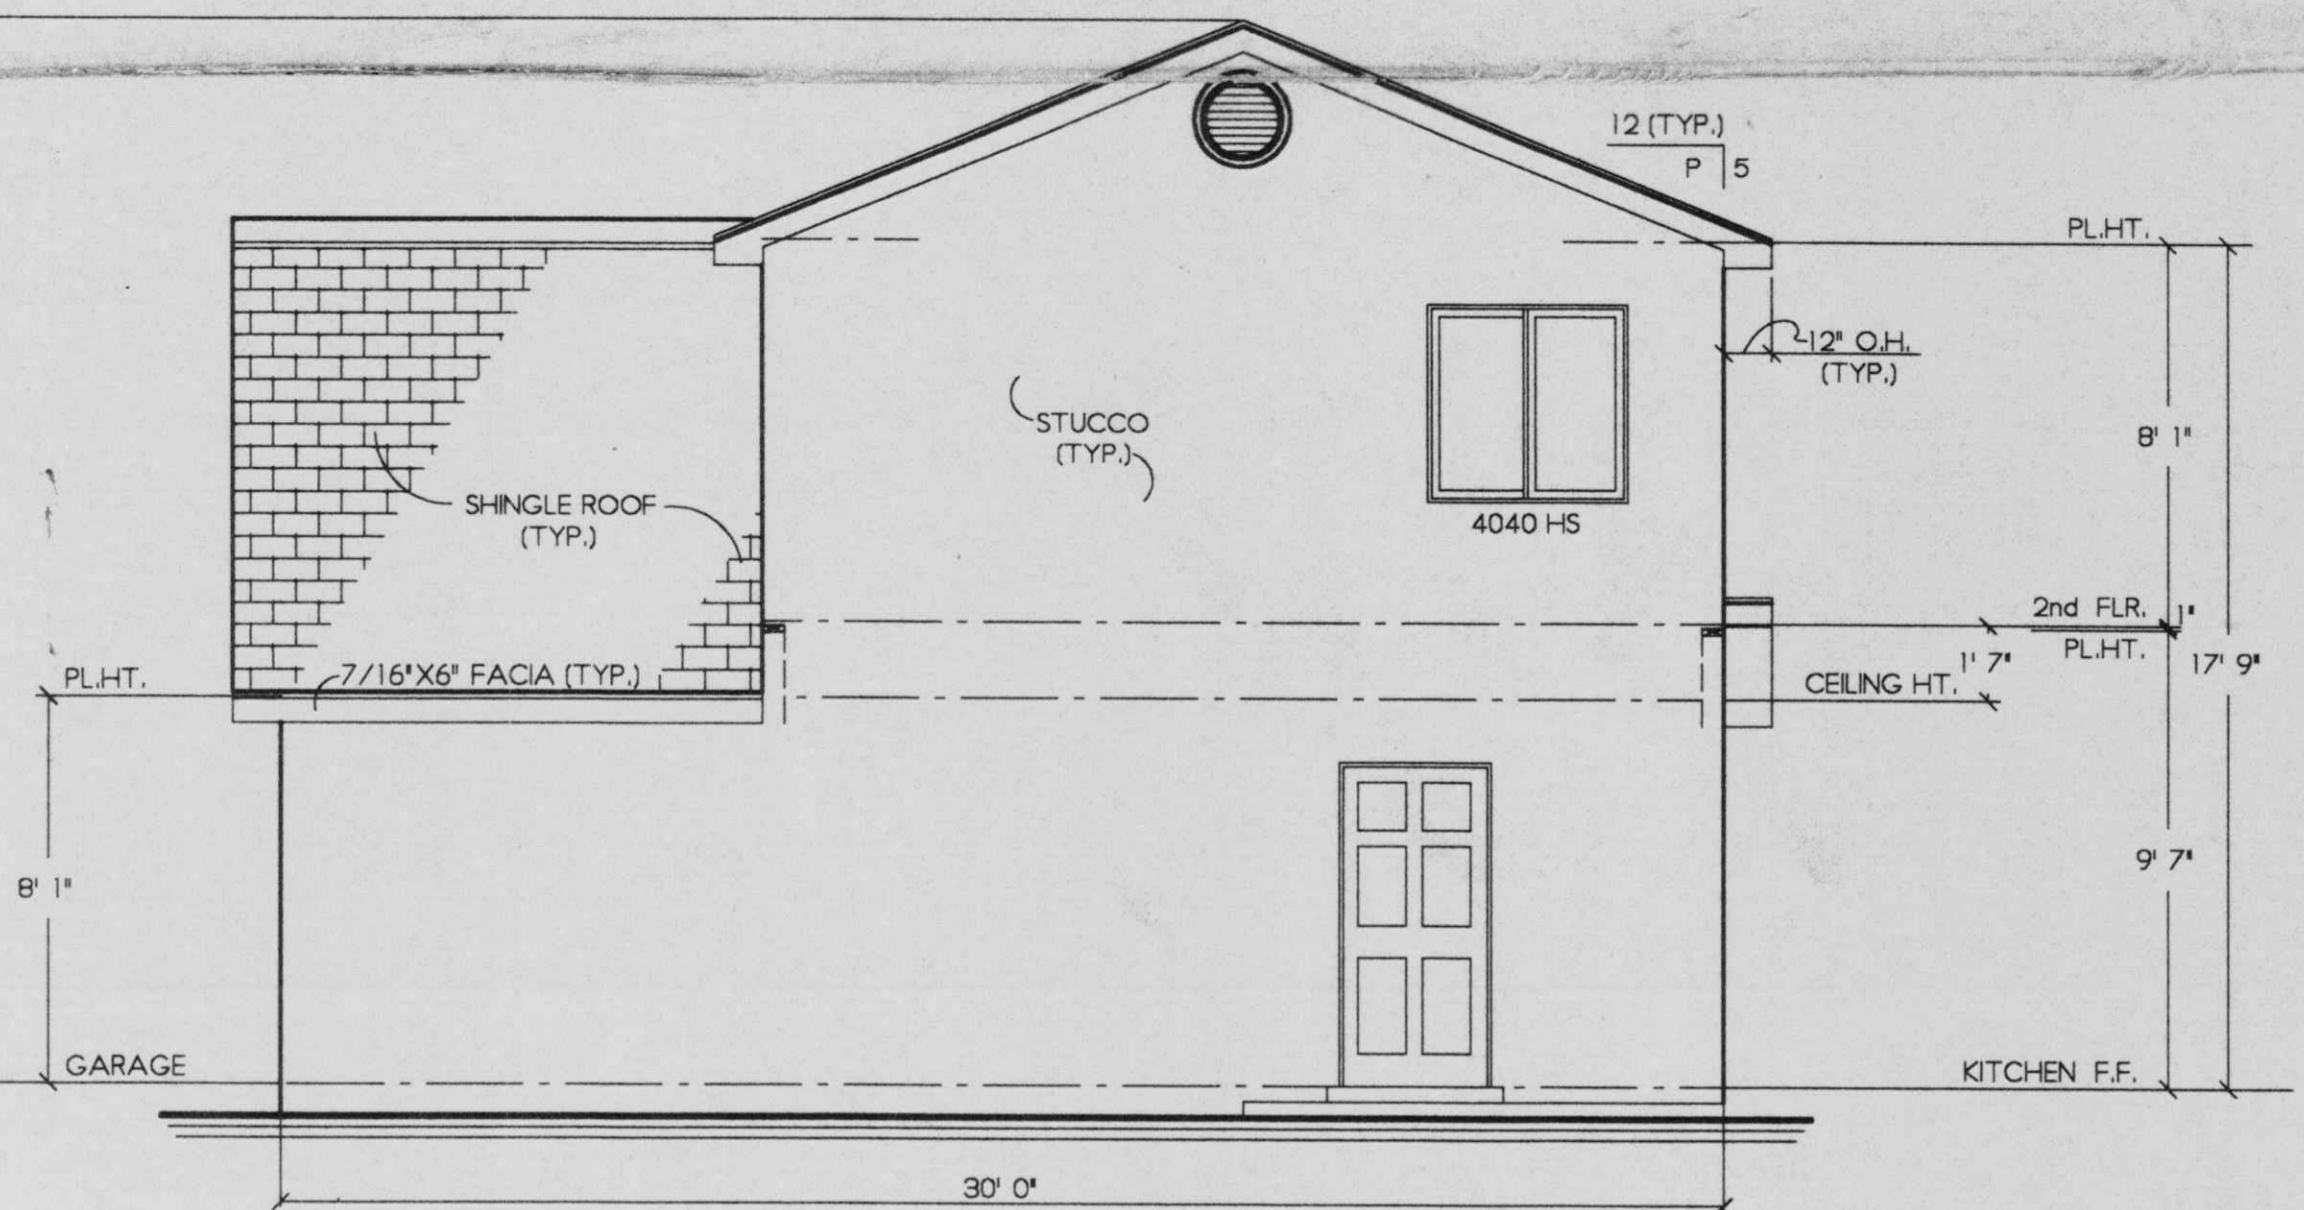 12 (TYP.)
P 5
PL.HT.
12" O.H.
(TYP.)
8' 1"
STUCCO
(TYP.)
SHINGLE ROOF
(TYP.)
4040 HS
2nd FLR. 1"
PL.HT.
1' 7"
17' 9"
CEILING HT.
PL.HT.
7/16"X6" FACIA (TYP.)
9' 7"
8' 1"
GARAGE
KITCHEN F.F.
30' 0"